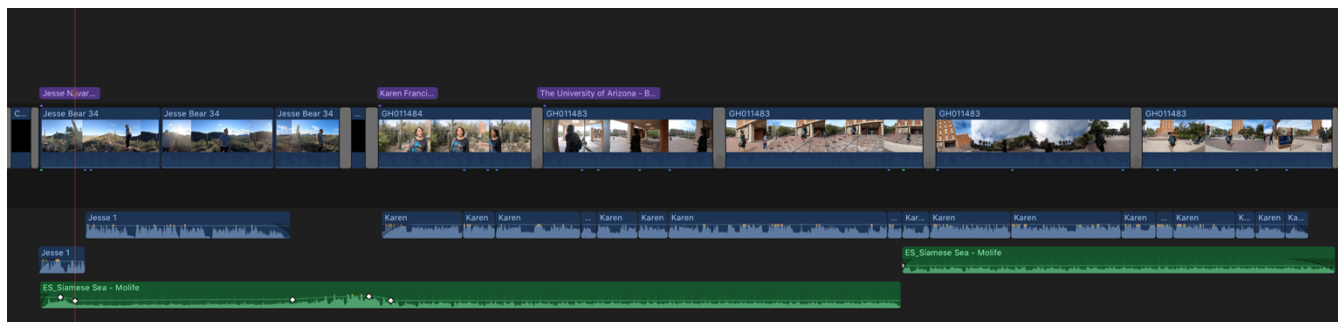 Jesse Navar...
Karen Franci...
The University of Arizona - B...
C...
Jesse Bear 34
Jesse Bear 34
Jesse Bear 34
...
GH011484
GH011483
GH011483
GH011483
GH011483
Jesse 1
Karen
Karen
Karen
...
Karen
Karen
Karen
...
Kar...
Karen
Karen
Karen
...
Karen
K...
Karen
Ka...
Jesse 1
ES_Siamese Sea - Molife
ES_Siamese Sea - Molife